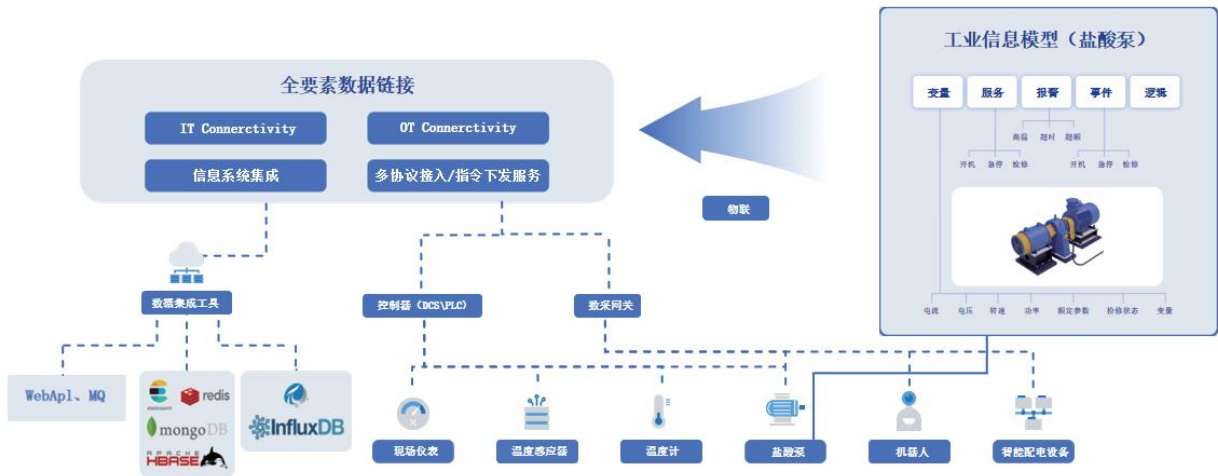 工业信息模型（盐酸泵）
变量 服务 报警 事件 逻辑
高温 超时 超频
开机 急停 检修 开机 急停 检修
电流 电压 转速 功率 额定参数 检修状态 变量
全要素数据链接
IT Connerctivity OT Connerctivity
信息系统集成 多协议接入/指令下发服务
物联
数据集成工具 控制器（DCS\PLC） 数采网关
WebApl、MQ
redis
mongoDB
APACHE
HBASE
InfluxDB
现场仪表 温度感应器 温度计 盐酸泵 机器人 智能配电设备